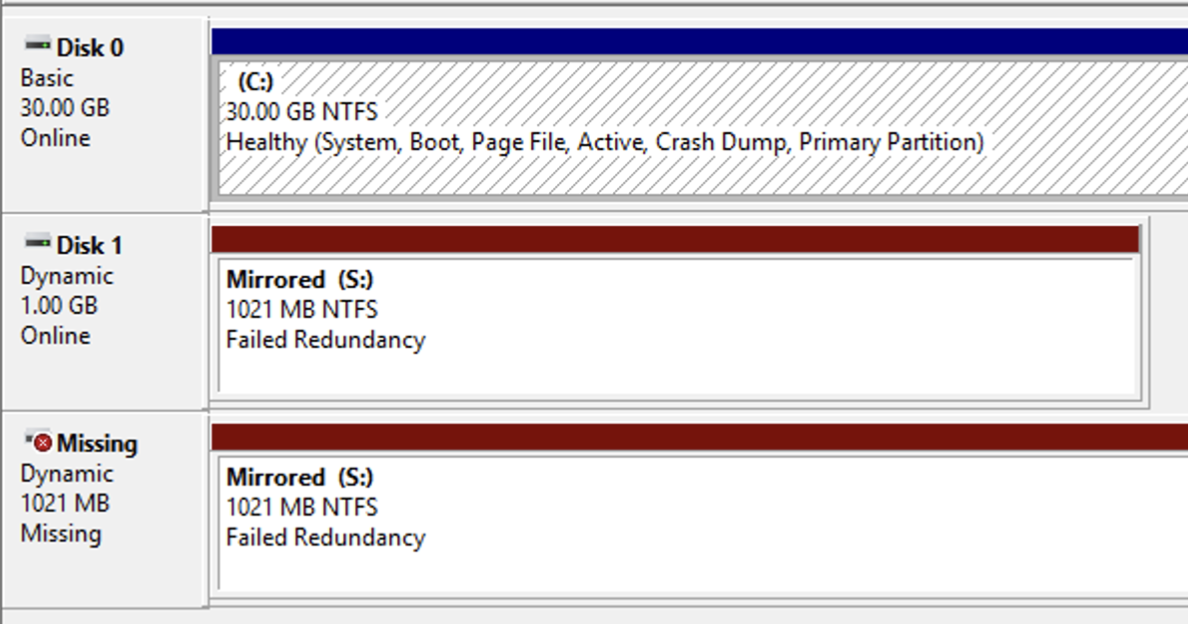 Disk 0
Basic
30.00 GB
Online
(C:)
30.00 GB NTFS
Healthy (System, Boot, Page File, Active, Crash Dump, Primary Partition)
Disk 1
Dynamic
1.00 GB
Online
Mirrored (S:)
1021 MB NTFS
Failed Redundancy
Missing
Dynamic
1021 MB
Missing
Mirrored (S:)
1021 MB NTFS
Failed Redundancy